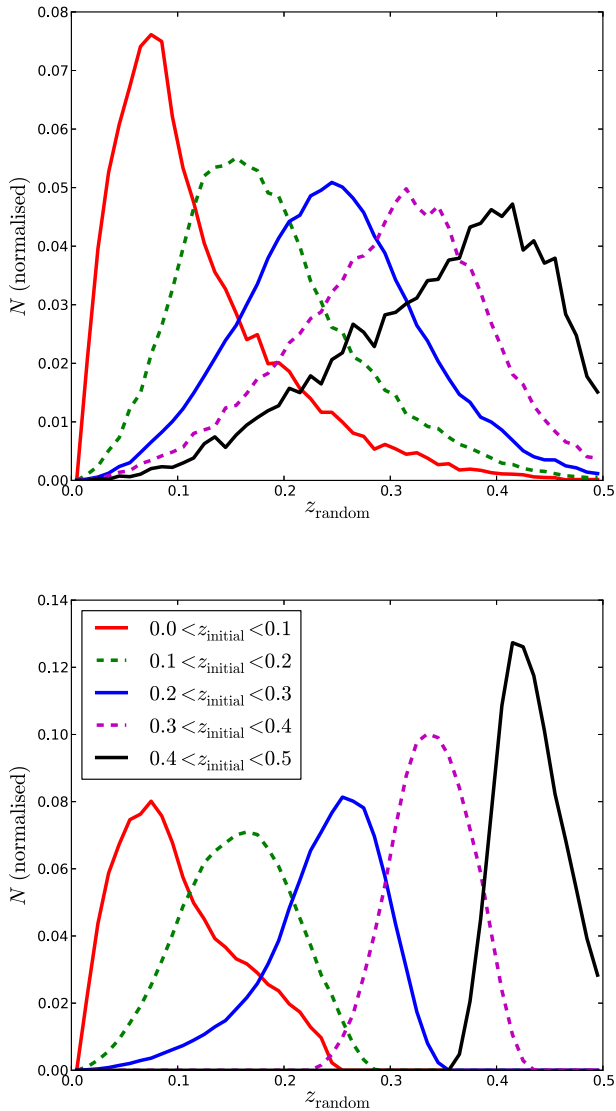 0.08
0.07
0.06
0.05
0.04
0.03
0.02
0.01
0.00
N (normalised)
0.0 0.1 0.2 0.3 0.4 0.5
z_random
0.14
0.12
0.10
0.08
0.06
0.04
0.02
0.00
N (normalised)
0.0 < z_initial < 0.1
0.1 < z_initial < 0.2
0.2 < z_initial < 0.3
0.3 < z_initial < 0.4
0.4 < z_initial < 0.5
0.0 0.1 0.2 0.3 0.4 0.5
z_random